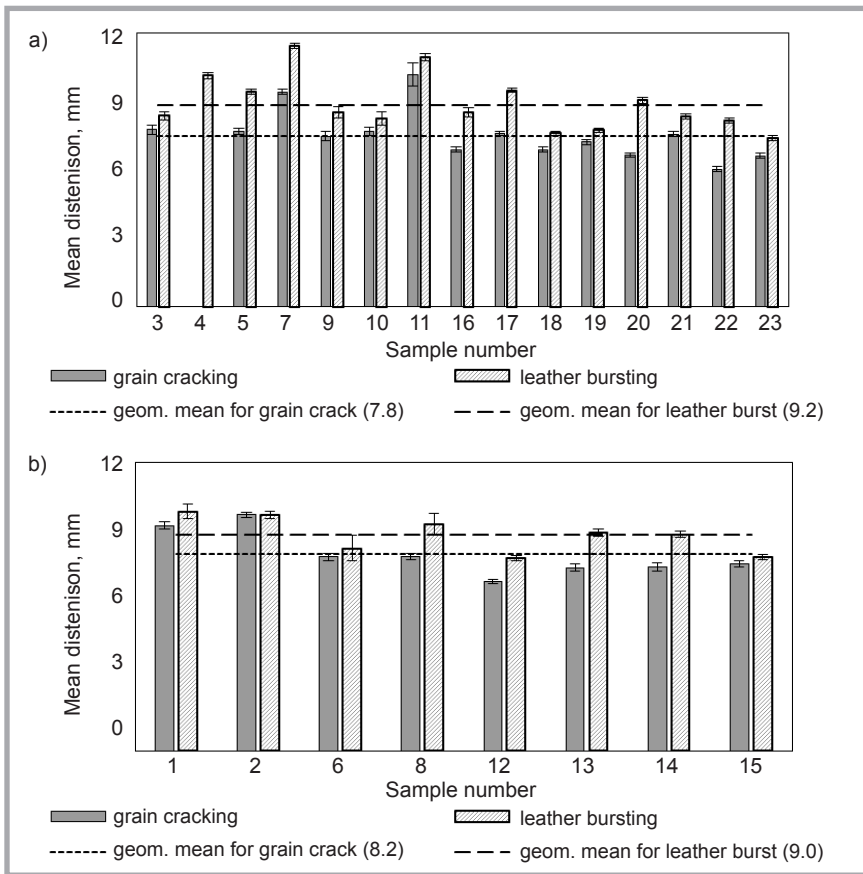 a)
Mean distenison, mm
12
9
6
3
0
3 4 5 7 9 10 11 16 17 18 19 20 21 22 23
Sample number
grain cracking leather bursting
geom. mean for grain crack (7.8) geom. mean for leather burst (9.2)
b)
Mean distenison, mm
12
9
6
3
0
1 2 6 8 12 13 14 15
Sample number
grain cracking leather bursting
geom. mean for grain crack (8.2) geom. mean for leather burst (9.0)